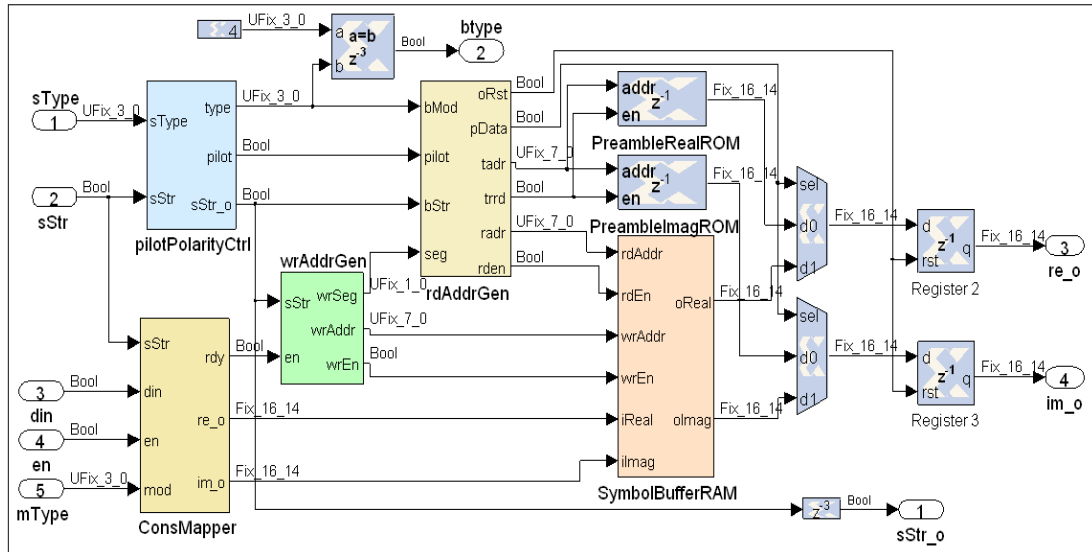 4
UFix_3_0
a
a=b
b
z-3
Bool
btype
2
sType
1
UFix_3_0
sStr
2
Bool
sType
type
pilot
sStr
sStr_o
pilotPolarityCtrl
UFix_3_0
Bool
Bool
bMod
oRst
pData
tadr
pilot
trrd
bStr
radr
seg
rden
rdAddrGen
Bool
Bool
UFix_7_0
Bool
UFix_7_0
Bool
addr
z-1
en
PreambleRealROM
Fix_16_14
addr
z-1
en
PreambleImagROM
Fix_16_14
wrAddrGen
sStr
wrSeg
wrAddr
en
wrEn
UFix_1_0
UFix_7_0
Bool
sStr
rdy
din
re_o
en
mod
im_o
ConsMapper
Bool
Fix_16_14
Fix_16_14
3
din
Bool
4
en
Bool
5
mType
UFix_3_0
rdAddr
rdEn
oReal
wrAddr
wrEn
iReal
oImag
iImag
SymbolBufferRAM
Fix_16_14
Fix_16_14
sel
d0
d1
Fix_16_14
sel
d0
d1
Fix_16_14
d
z-1
q
rst
Register 2
Fix_16_14
3
re_o
d
z-1
q
rst
Register 3
Fix_16_14
4
im_o
z-3
Bool
1
sStr_o